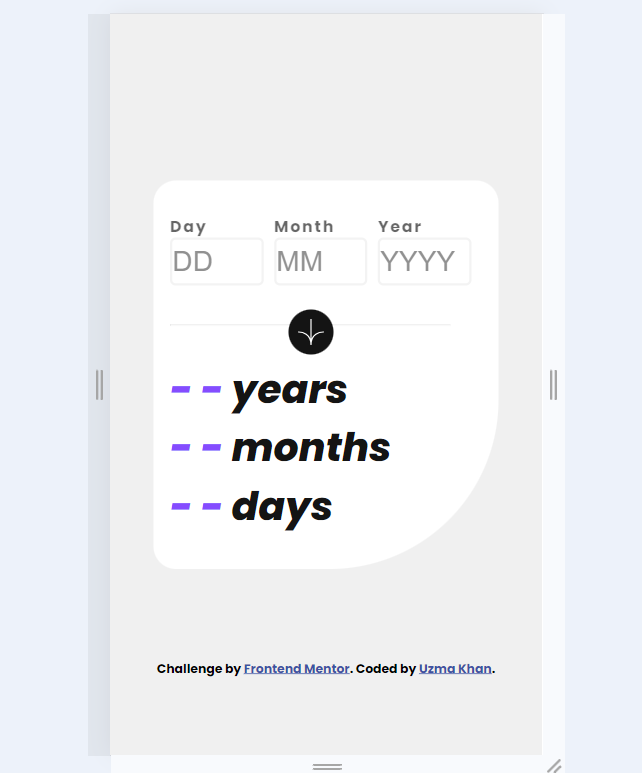 Day Month Year
DD MM YYYY
- - years
- - months
- - days
Challenge by Frontend Mentor. Coded by Uzma Khan.